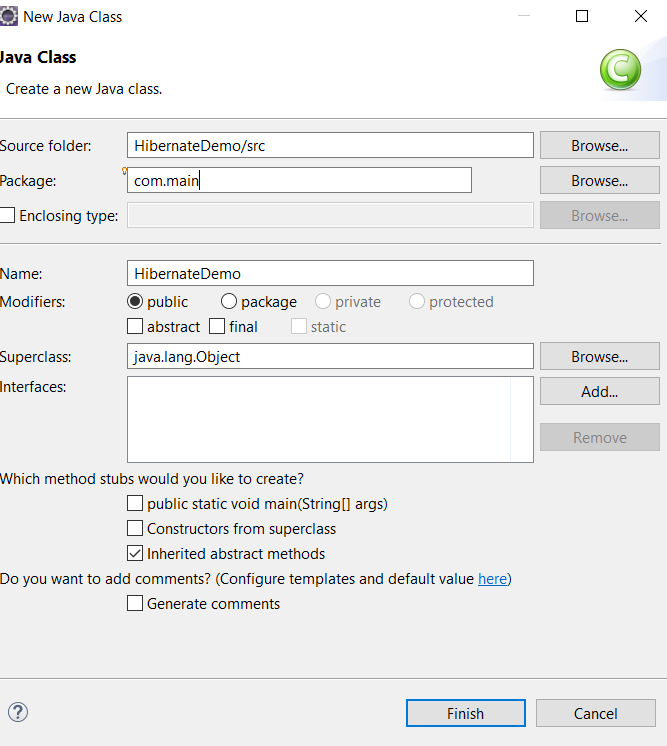 New Java Class
Java Class
Create a new Java class.
Source folder: HibernateDemo/src Browse...
Package: com.main Browse...
Enclosing type: Browse...
Name: HibernateDemo
Modifiers: public package private protected
abstract final static
Superclass: java.lang.Object Browse...
Interfaces: Add...
Remove
Which method stubs would you like to create?
public static void main(String[] args)
Constructors from superclass
Inherited abstract methods
Do you want to add comments? (Configure templates and default value here)
Generate comments
? Finish Cancel